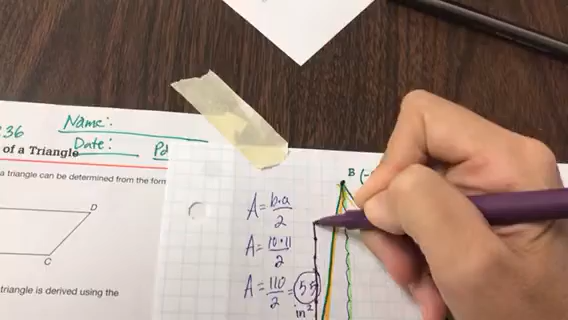 36
Name:
Date:
of a Triangle
a triangle can be determined from the form
D
C
triangle is derived using the
B (-
A = b·a
2
A = 10·11
2
A = 110
2
= 55
in²